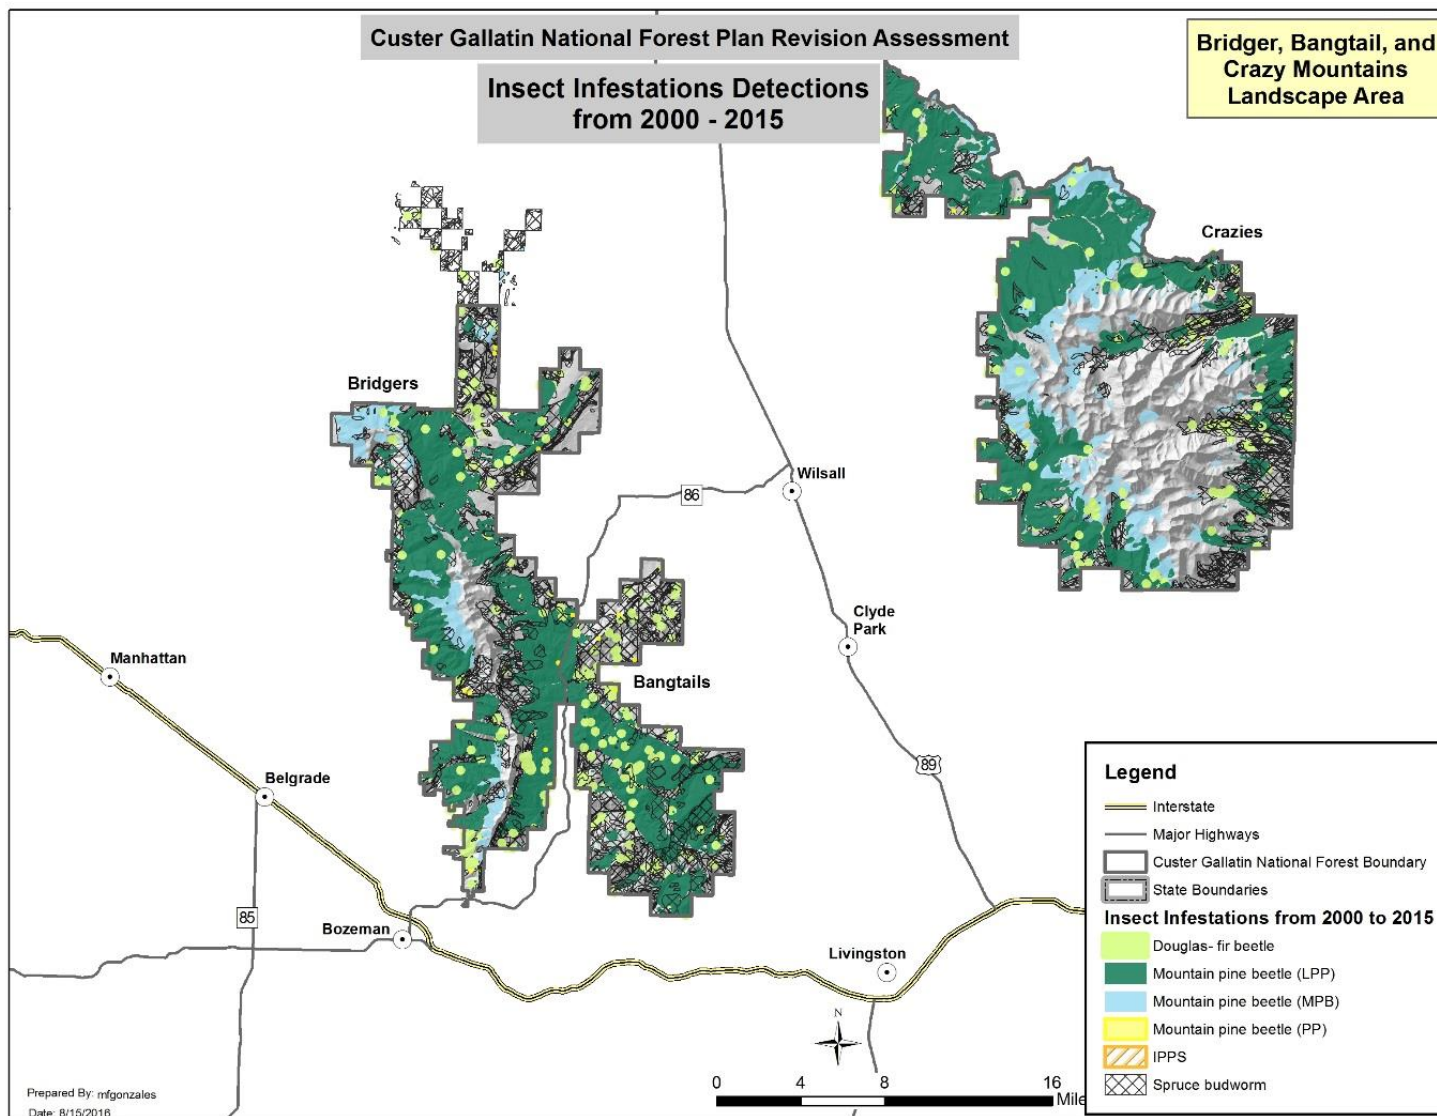 Custer Gallatin National Forest Plan Revision Assessment
Insect Infestations Detections
from 2000 - 2015
Bridger, Bangtail, and
Crazy Mountains
Landscape Area
Crazies
Bridgers
Wilsall
86
Clyde
Park
Manhattan
Bangtails
Belgrade
89
85
Bozeman
Livingston
N
0 4 8 16
Mile
Prepared By: mfgonzales
Date: 8/15/2016
Legend
Interstate
Major Highways
Custer Gallatin National Forest Boundary
State Boundaries
Insect Infestations from 2000 to 2015
Douglas- fir beetle
Mountain pine beetle (LPP)
Mountain pine beetle (MPB)
Mountain pine beetle (PP)
IPPS
Spruce budworm